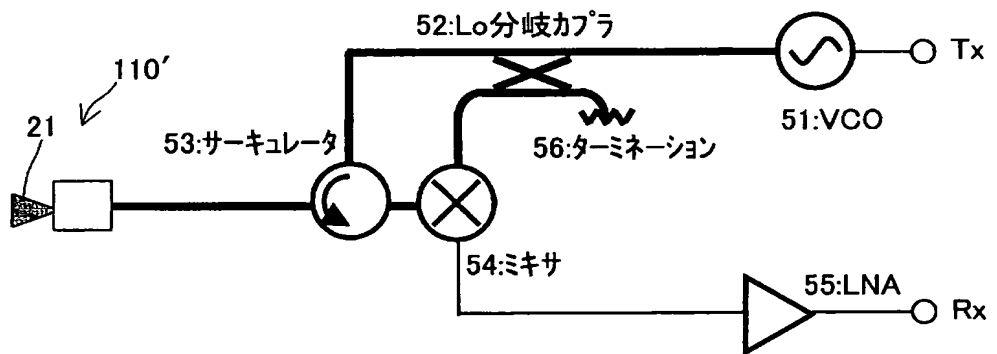 52:Lo分岐カプラ
Tx
110'
21
53:サーキュレータ
51:VCO
56:ターミネーション
54:ミキサ
55:LNA
Rx